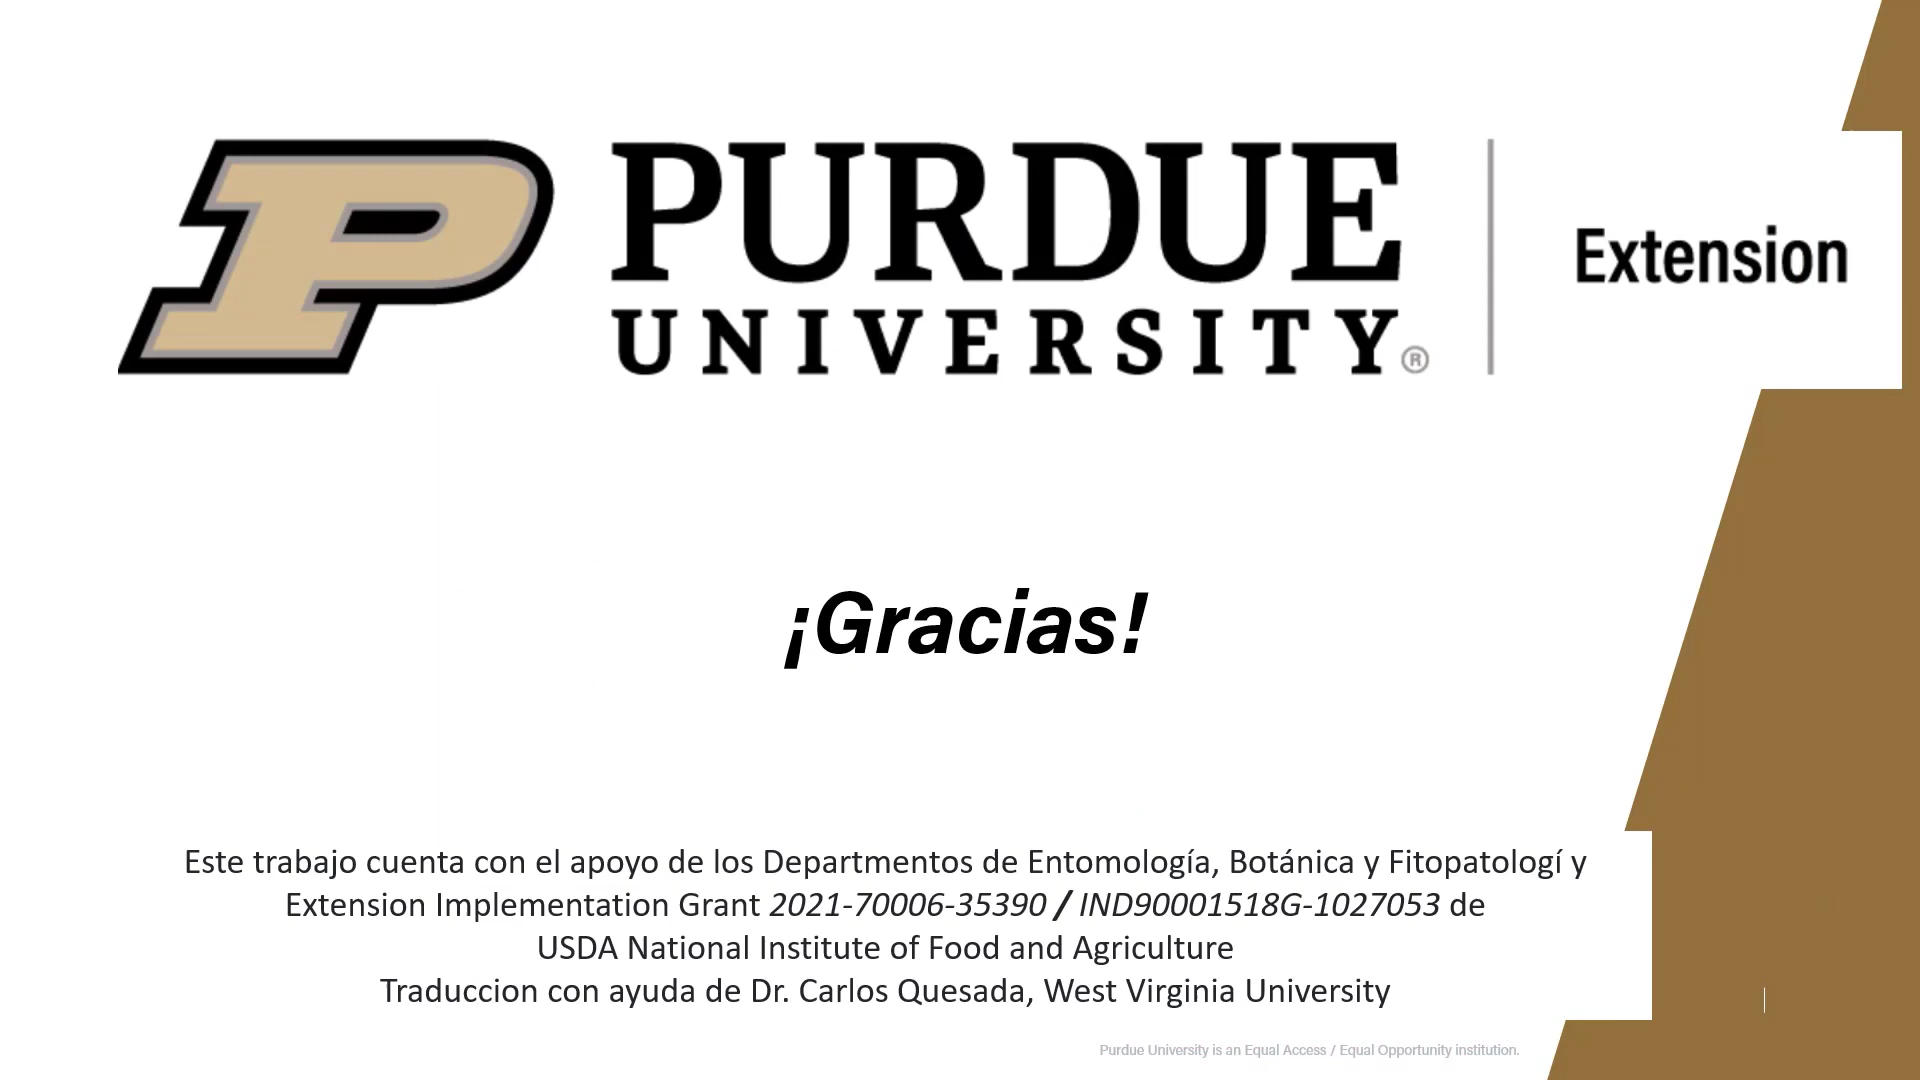 P PURDUE
UNIVERSITY® Extension
¡Gracias!
Este trabajo cuenta con el apoyo de los Departmentos de Entomología, Botánica y Fitopatologí y
Extension Implementation Grant 2021-70006-35390 / IND90001518G-1027053 de
USDA National Institute of Food and Agriculture
Traduccion con ayuda de Dr. Carlos Quesada, West Virginia University
Purdue University is an Equal Access / Equal Opportunity institution.